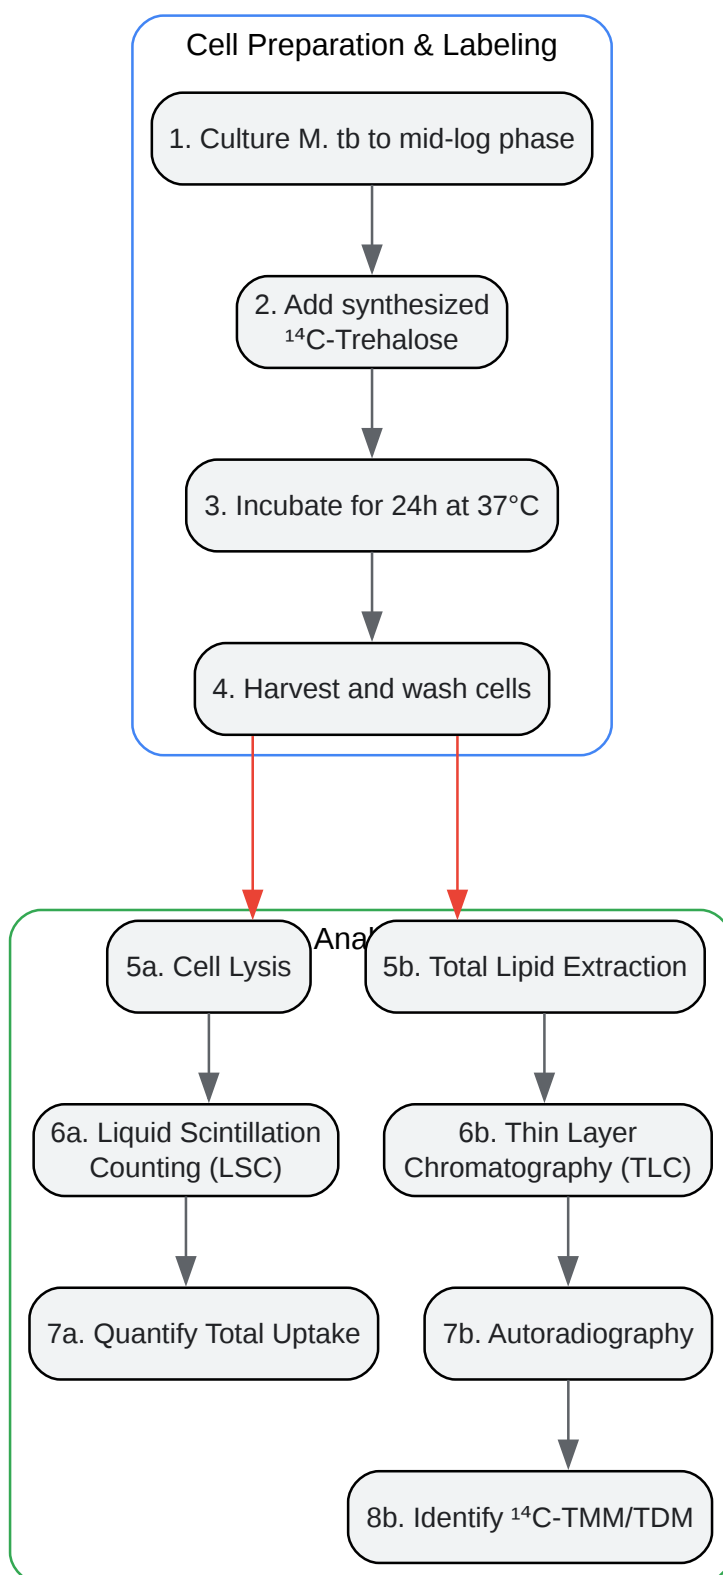 Cell Preparation & Labeling
1. Culture M. tb to mid-log phase
2. Add synthesized
¹⁴C-Trehalose
3. Incubate for 24h at 37°C
4. Harvest and wash cells
5a. Cell Lysis
5b. Total Lipid Extraction
6a. Liquid Scintillation
Counting (LSC)
6b. Thin Layer
Chromatography (TLC)
7a. Quantify Total Uptake
7b. Autoradiography
8b. Identify ¹⁴C-TMM/TDM